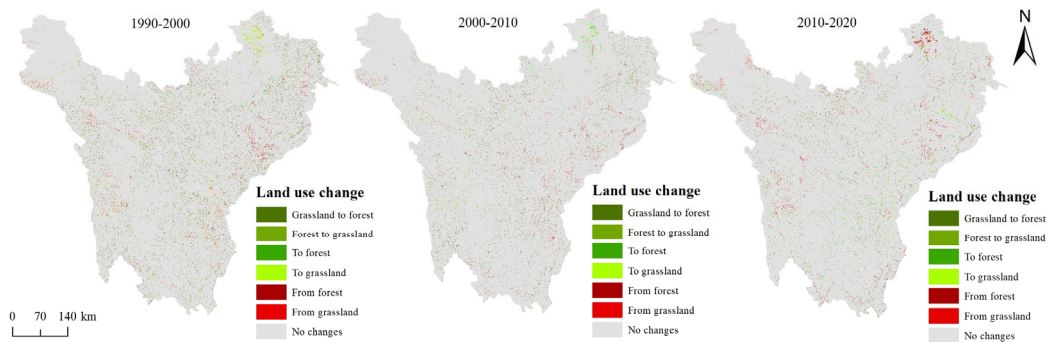 1990-2000
2000-2010
2010-2020
N
Land use change
Grassland to forest
Forest to grassland
To forest
To grassland
From forest
From grassland
No changes
Land use change
Grassland to forest
Forest to grassland
To forest
To grassland
From forest
From grassland
No changes
Land use change
Grassland to forest
Forest to grassland
To forest
To grassland
From forest
From grassland
No changes
0 70 140 km